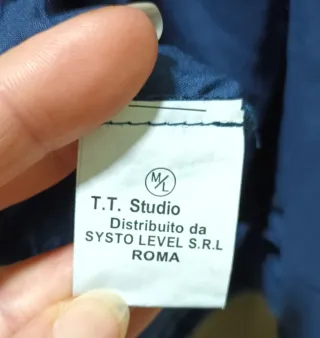 M/L
T.T. Studio
Distribuito da
SYSTO LEVEL S.R.L
ROMA